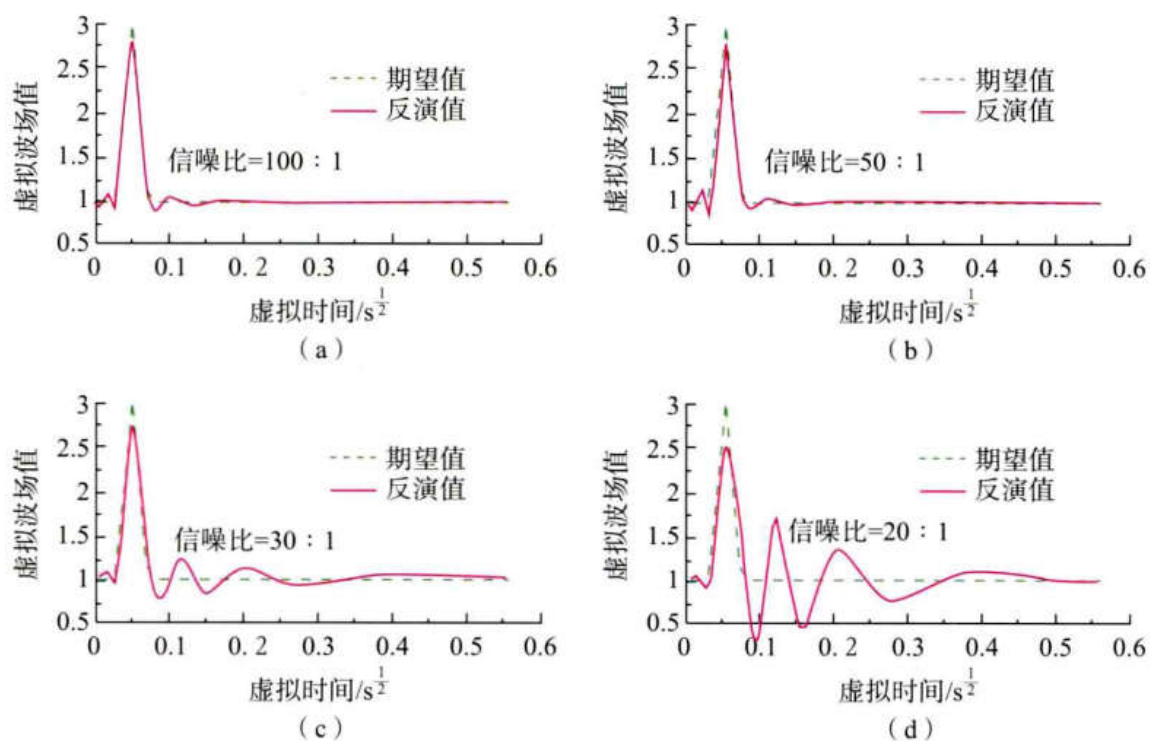 3
2.5
2
1.5
1
0.5
0 0.1 0. 2 0.3 0.4 0.5 0.6
虚拟波场值
期望值
反演值
信噪比=100 : 1
虚拟时间/s^{1/2}
( a )
3
2.5
2
1.5
1
0.5
0 0.1 0. 2 0.3 0.4 0.5 0.6
虚拟波场值
期望值
反演值
信噪比=50 : 1
虚拟时间/s^{1/2}
( b )
3
2.5
2
1.5
1
0.5
0 0.1 0. 2 0.3 0.4 0.5 0.6
虚拟波场值
期望值
反演值
信噪比=30 : 1
虚拟时间/s^{1/2}
( c )
3
2.5
2
1.5
1
0.5
0 0.1 0. 2 0.3 0.4 0.5 0.6
虚拟波场值
期望值
反演值
信噪比=20 : 1
虚拟时间/s^{1/2}
( d )